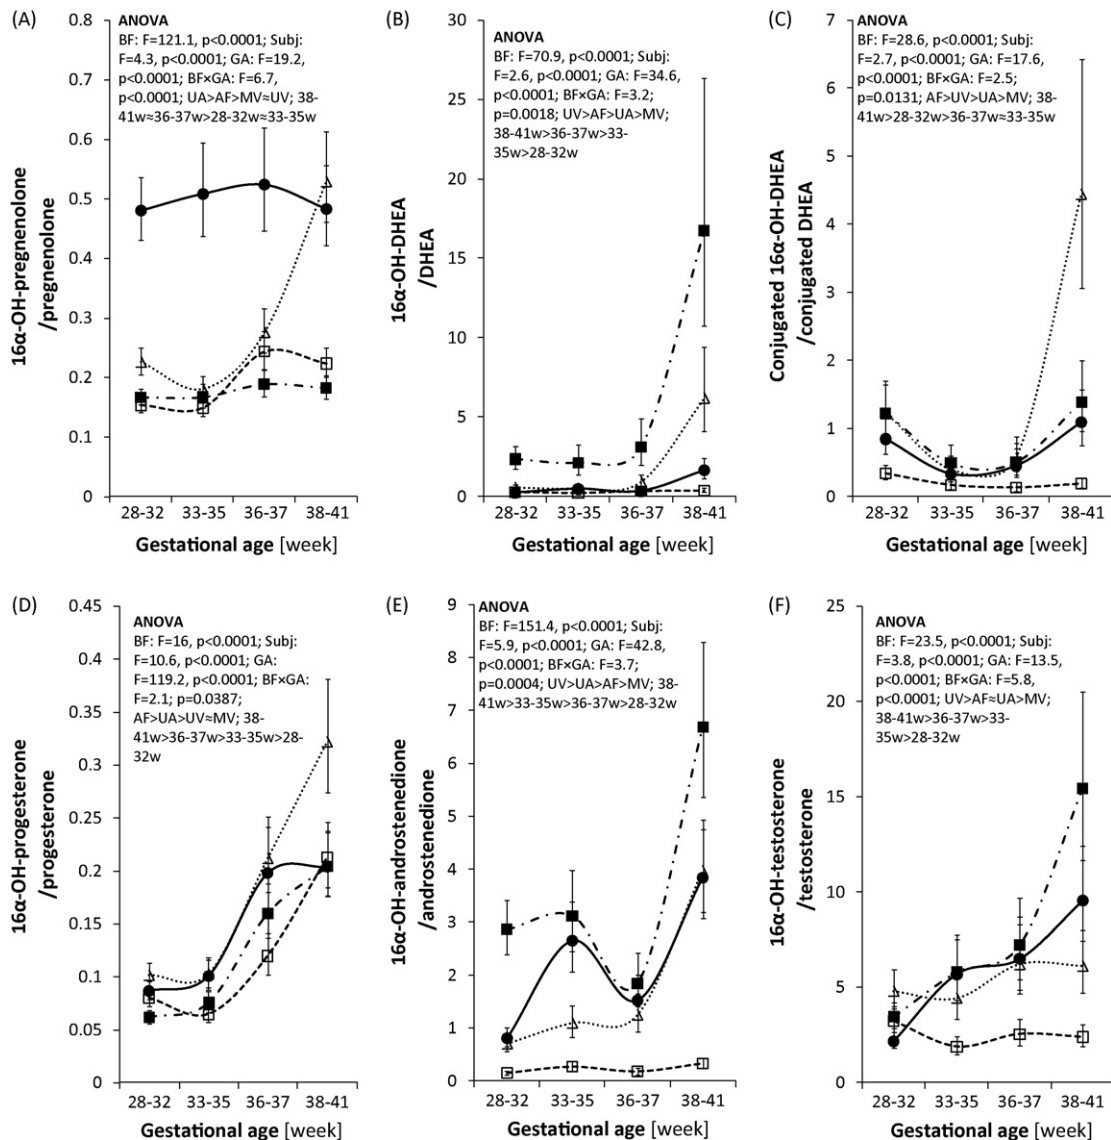 (A)
ANOVA
BF: F=121.1, p<0.0001; Subj:
F=4.3, p<0.0001; GA: F=19.2,
p<0.0001; BF×GA: F=6.7,
p<0.0001; UA>AF>MV≈UV; 38-
41w≈36-37w>28-32w≈33-35w
16α-OH-pregnenolone
/pregnenolone
0.8
0.7
0.6
0.5
0.4
0.3
0.2
0.1
0
28-32 33-35 36-37 38-41
Gestational age [week]
(B)
ANOVA
BF: F=70.9, p<0.0001; Subj:
F=2.6, p<0.0001; GA: F=34.6,
p<0.0001; BF×GA: F=3.2;
p=0.0018; UV>AF>UA>MV;
38-41w>36-37w>33-
35w>28-32w
16α-OH-DHEA
/DHEA
30
25
20
15
10
5
0
28-32 33-35 36-37 38-41
Gestational age [week]
(C)
ANOVA
BF: F=28.6, p<0.0001; Subj:
F=2.7, p<0.0001; GA: F=17.6,
p<0.0001; BF×GA: F=2.5;
p=0.0131; AF>UV>UA>MV; 38-
41w>28-32w>36-37w≈33-35w
Conjugated 16α-OH-DHEA
/conjugated DHEA
7
6
5
4
3
2
1
0
28-32 33-35 36-37 38-41
Gestational age [week]
(D)
ANOVA
BF: F=16, p<0.0001; Subj:
F=10.6, p<0.0001; GA:
F=119.2, p<0.0001; BF×GA:
F=2.1; p=0.0387;
AF>UA>UV≈MV; 38-
41w>36-37w>33-35w>28-
32w
16α-OH-progesterone
/progesterone
0.45
0.4
0.35
0.3
0.25
0.2
0.15
0.1
0.05
0
28-32 33-35 36-37 38-41
Gestational age [week]
(E)
ANOVA
BF: F=151.4, p<0.0001; Subj:
F=5.9, p<0.0001; GA: F=42.8,
p<0.0001; BF×GA: F=3.7;
p=0.0004; UV>UA>AF>MV; 38-
41w>33-35w>36-37w>28-32w
16α-OH-androstenedione
/androstenedione
9
8
7
6
5
4
3
2
1
0
28-32 33-35 36-37 38-41
Gestational age [week]
(F)
ANOVA
BF: F=23.5, p<0.0001; Subj:
F=3.8, p<0.0001; GA: F=13.5,
p<0.0001; BF×GA: F=5.8,
p<0.0001; UV>AF≈UA>MV;
38-41w>36-37w>33-
35w>28-32w
16α-OH-testosterone
/testosterone
25
20
15
10
5
0
28-32 33-35 36-37 38-41
Gestational age [week]